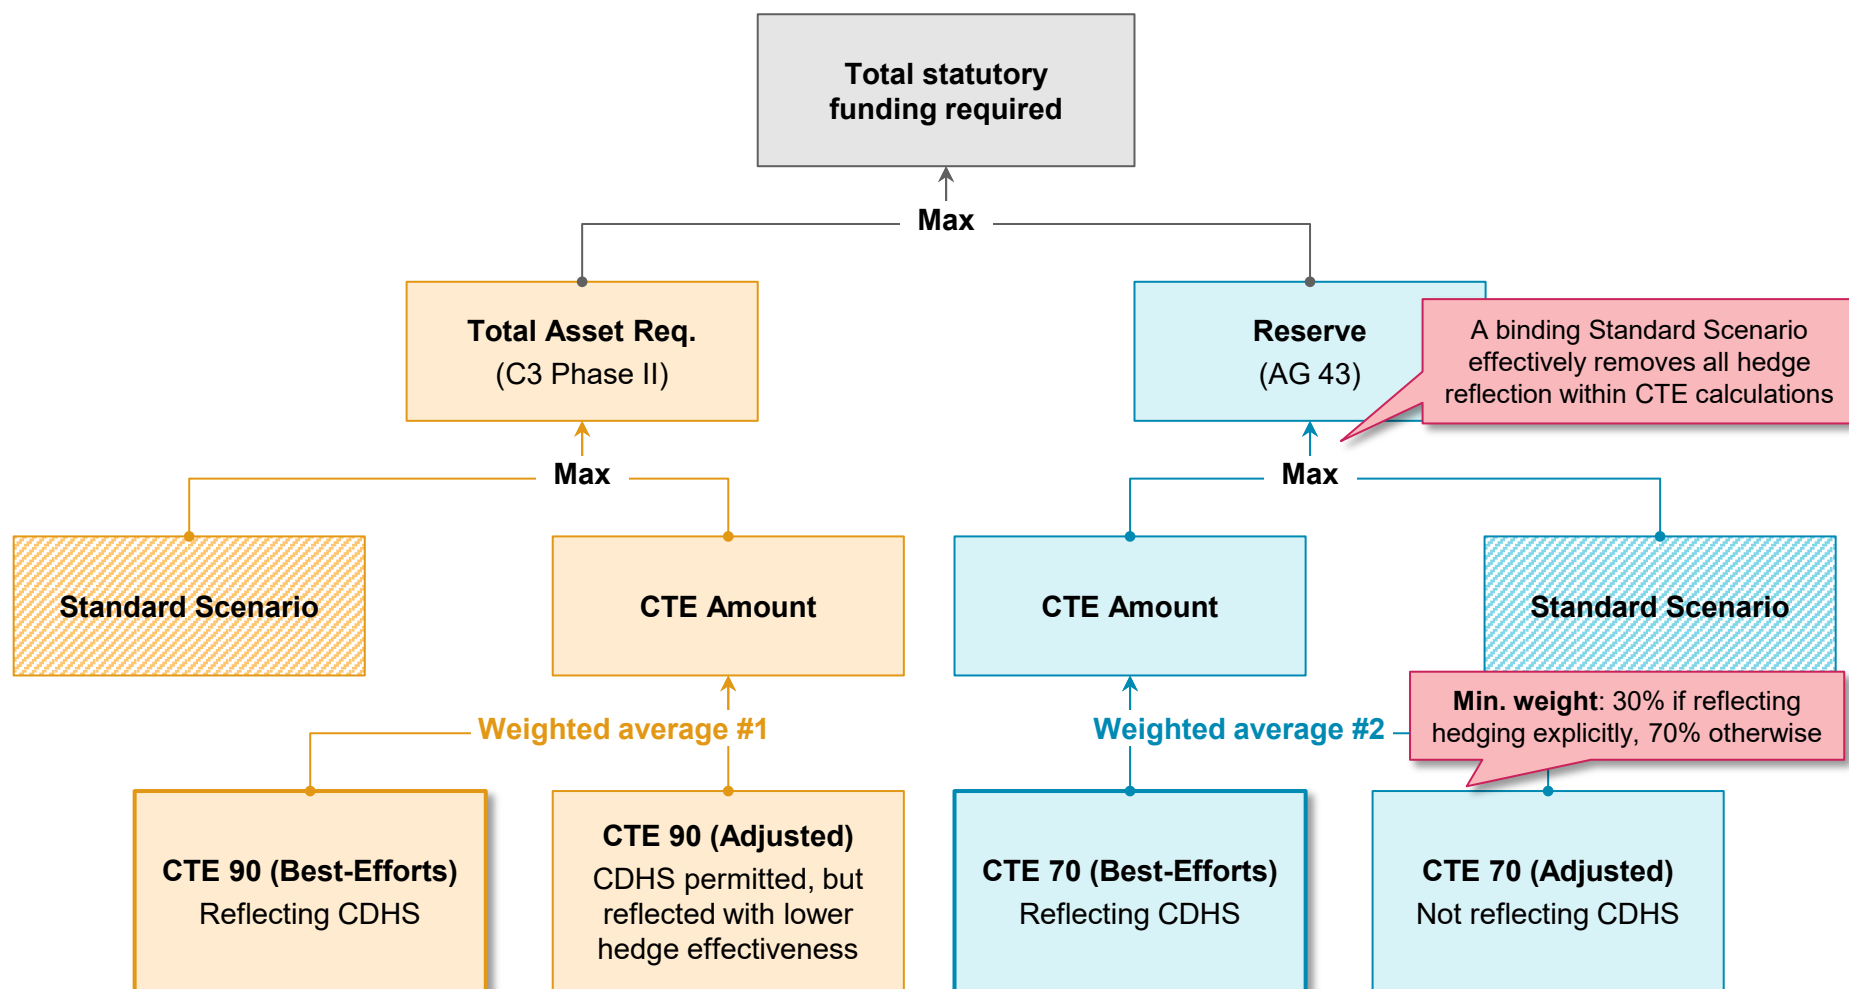 Total statutory
funding required
Max
Total Asset Req.
(C3 Phase II)
Reserve
(AG 43)
A binding Standard Scenario
effectively removes all hedge
reflection within CTE calculations
Max
Max
Standard Scenario
CTE Amount
CTE Amount
Standard Scenario
Weighted average #1
Weighted average #2
Min. weight: 30% if reflecting
hedging explicitly, 70% otherwise
CTE 90 (Best-Efforts)
Reflecting CDHS
CTE 90 (Adjusted)
CDHS permitted, but
reflected with lower
hedge effectiveness
CTE 70 (Best-Efforts)
Reflecting CDHS
CTE 70 (Adjusted)
Not reflecting CDHS